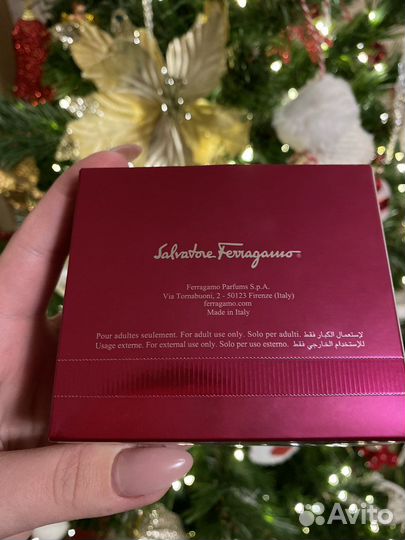 Salvatore Ferragamo®
Ferragamo Parfums S.p.A.
Via Tornabuoni, 2 - 50123 Firenze (Italy)
ferragamo.com
Made in Italy
Pour adultes seulement. For adult use only. Solo per adulti. لإستعمال الكبار فقط.
Usage externe. For external use only. Solo per uso esterno. للإستخدام الخارجي فقط.
Avito